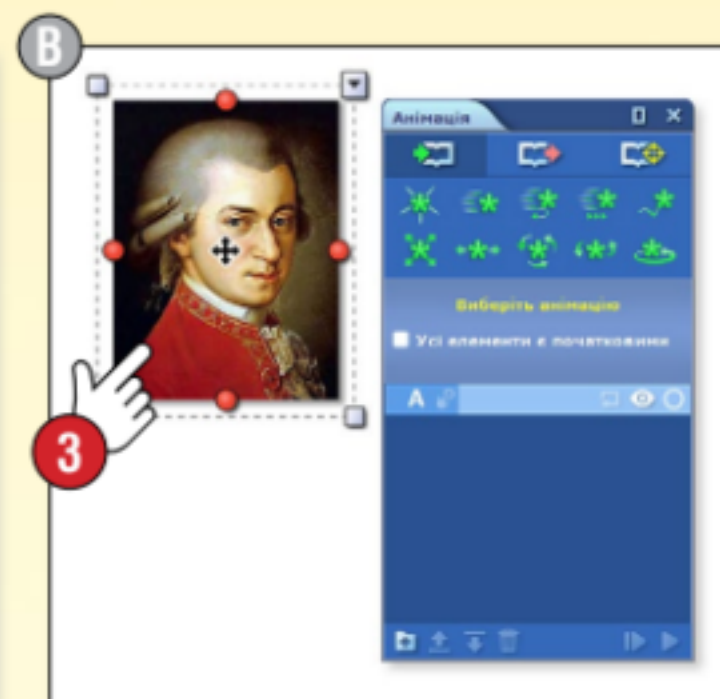 B
Анімація
Виберіть анімацію
Усі елементи є початковими
A
3